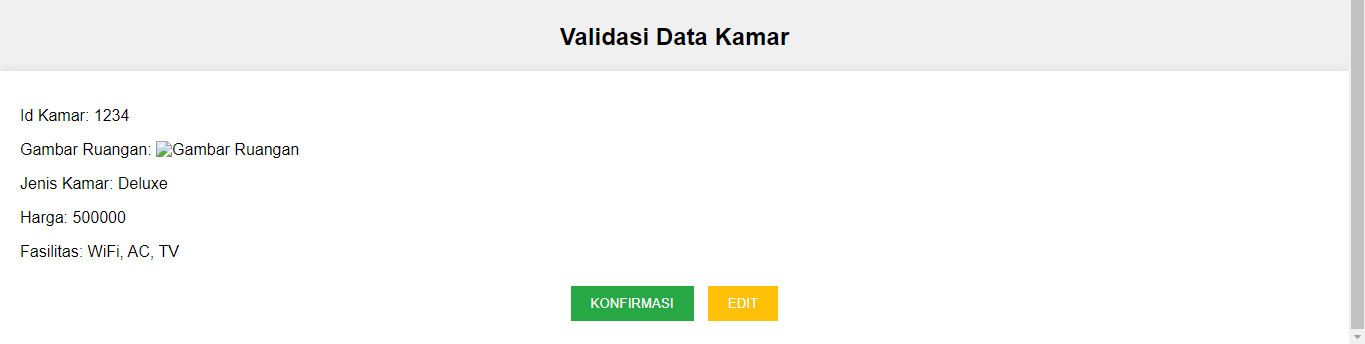 Validasi Data Kamar
Id Kamar: 1234
Gambar Ruangan: Gambar Ruangan
Jenis Kamar: Deluxe
Harga: 500000
Fasilitas: WiFi, AC, TV
KONFIRMASI EDIT